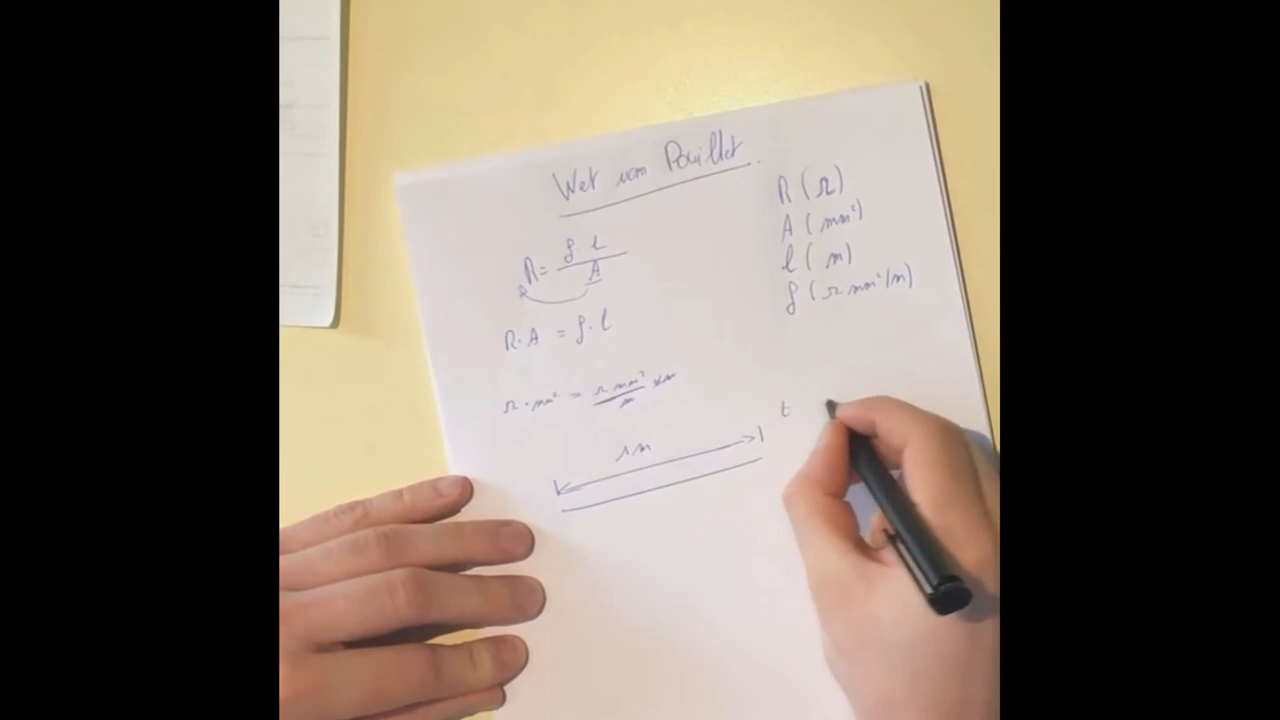 Wet van Pouillet.
R = ρ · l / A
R · A = ρ · l
Ω · mm² = Ω mm² / m · m
1m
R (Ω)
A (mm²)
l (m)
ρ (Ω mm²/m)
t